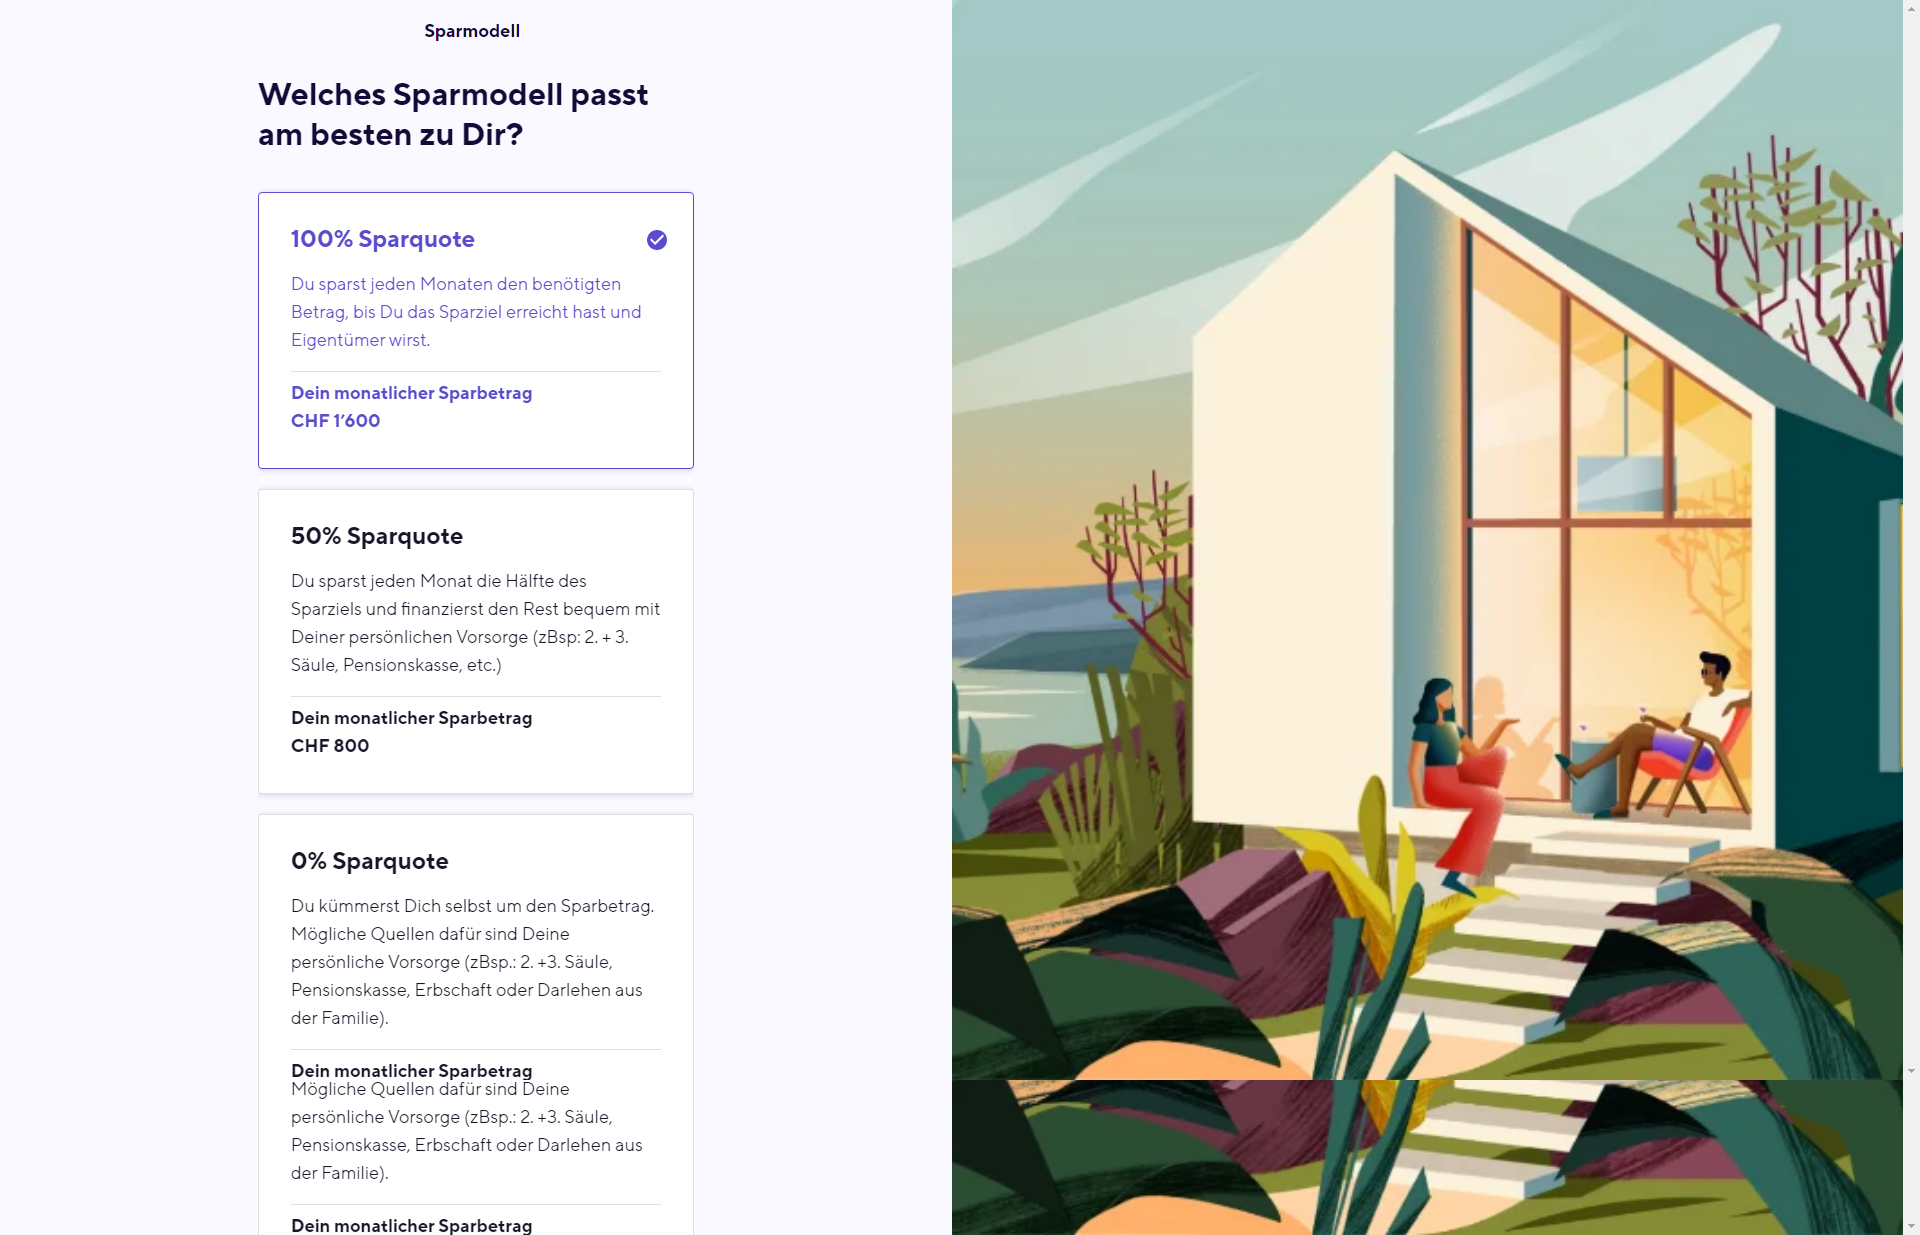 Sparmodell
Welches Sparmodell passt
am besten zu Dir?
100% Sparquote
Du sparst jeden Monaten den benötigten
Betrag, bis Du das Sparziel erreicht hast und
Eigentümer wirst.
Dein monatlicher Sparbetrag
CHF 1’600
50% Sparquote
Du sparst jeden Monat die Hälfte des
Sparziels und finanzierst den Rest bequem mit
Deiner persönlichen Vorsorge (zBsp: 2. + 3.
Säule, Pensionskasse, etc.)
Dein monatlicher Sparbetrag
CHF 800
0% Sparquote
Du kümmerst Dich selbst um den Sparbetrag.
Mögliche Quellen dafür sind Deine
persönliche Vorsorge (zBsp.: 2. +3. Säule,
Pensionskasse, Erbschaft oder Darlehen aus
der Familie).
Dein monatlicher Sparbetrag
Mögliche Quellen dafür sind Deine
persönliche Vorsorge (zBsp.: 2. +3. Säule,
Pensionskasse, Erbschaft oder Darlehen aus
der Familie).
Dein monatlicher Sparbetrag